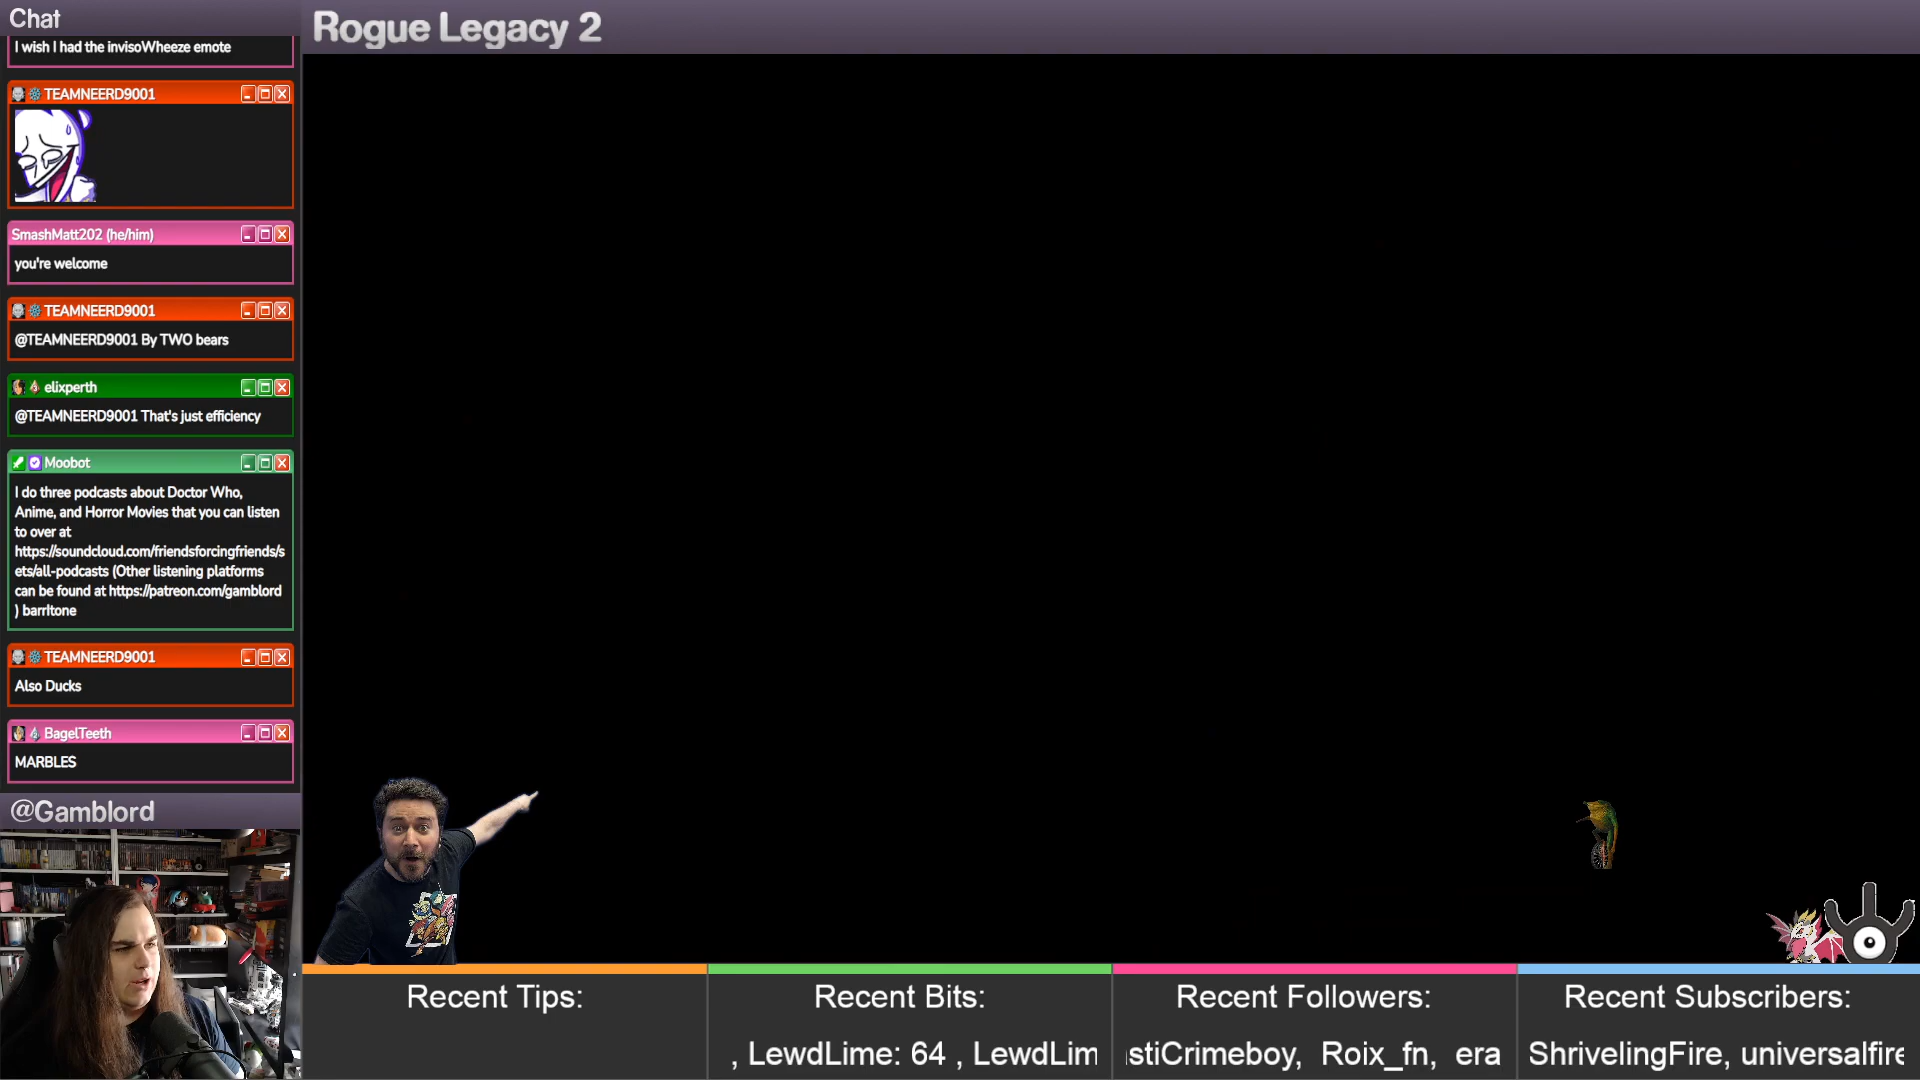 Chat
Rogue Legacy 2
I wish I had the invisoWheeze emote
TEAMNEERD9001
SmashMatt202 (he/him)
you're welcome
TEAMNEERD9001
@TEAMNEERD9001 By TWO bears
elixperth
@TEAMNEERD9001 That's just efficiency
Moobot
I do three podcasts about Doctor Who,
Anime, and Horror Movies that you can listen
to over at
https://soundcloud.com/friendsforcingfriends/s
ets/all-podcasts (Other listening platforms
can be found at https://patreon.com/gamblord
) barrItone
TEAMNEERD9001
Also Ducks
BagelTeeth
MARBLES
@Gamblord
Recent Tips:
Recent Bits:
, LewdLime: 64 , LewdLim
Recent Followers:
stiCrimeboy, Roix_fn, era
Recent Subscribers:
ShrivelingFire, universalfire